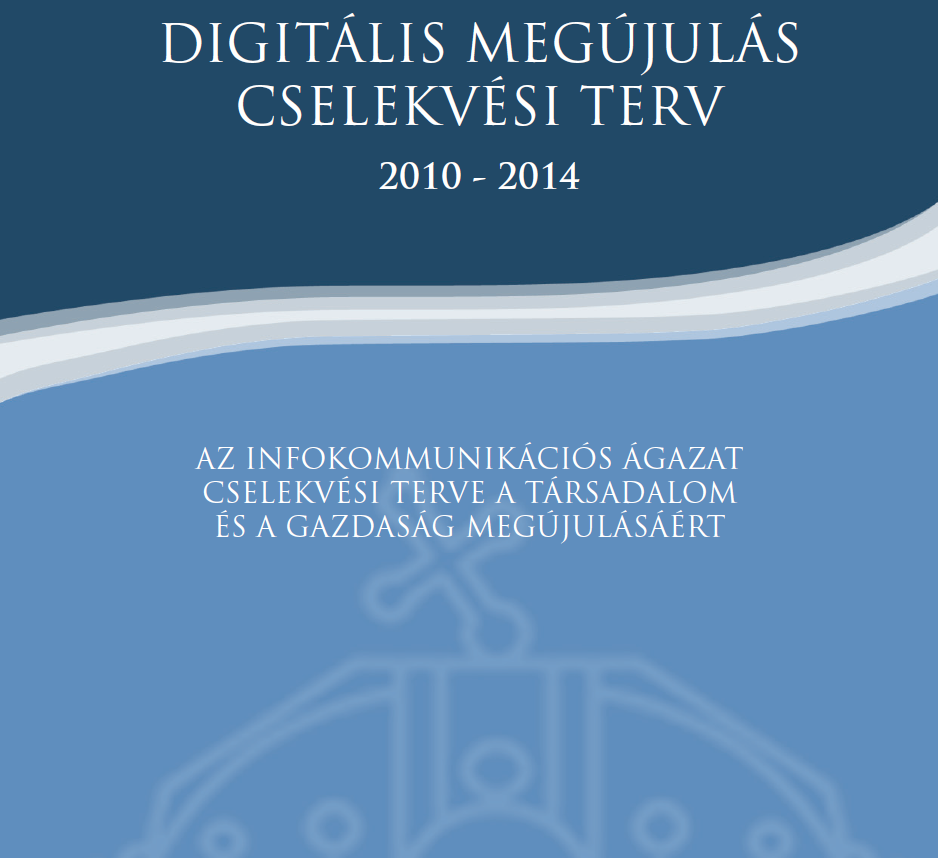 DIGITÁLIS MEGÚJULÁS
CSELEKVÉSI TERV
2010 - 2014
AZ INFOKOMMUNIKÁCIÓS ÁGAZAT
CSELEKVÉSI TERVE A TÁRSADALOM
ÉS A GAZDASÁG MEGÚJULÁSÁÉRT